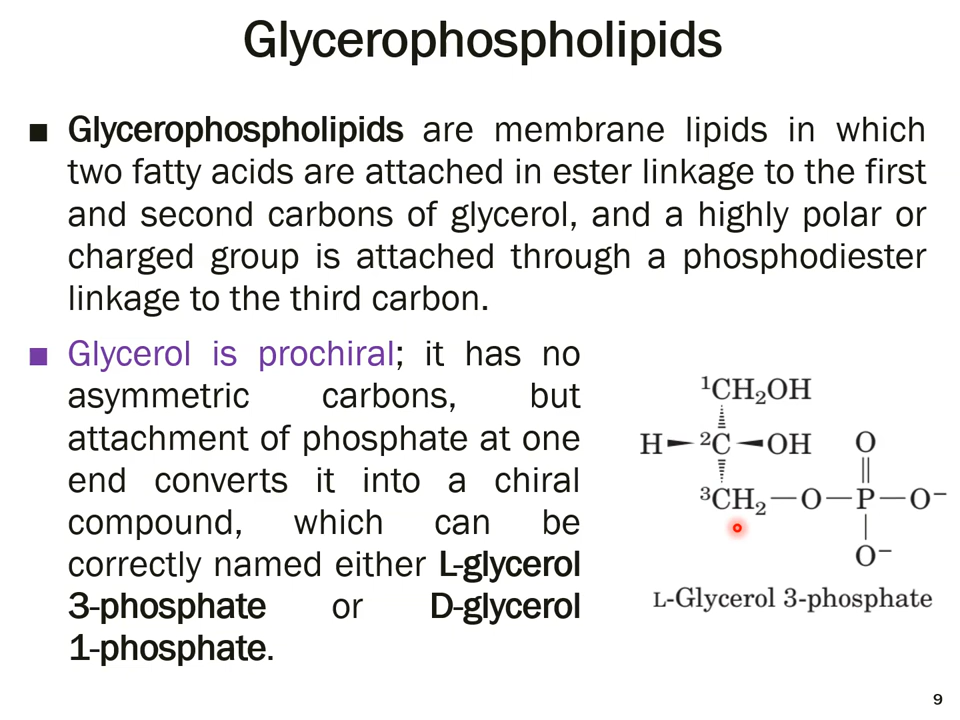 Glycerophospholipids
■ Glycerophospholipids are membrane lipids in which
two fatty acids are attached in ester linkage to the first
and second carbons of glycerol, and a highly polar or
charged group is attached through a phosphodiester
linkage to the third carbon.
■ Glycerol is prochiral; it has no
asymmetric carbons, but
attachment of phosphate at one
end converts it into a chiral
compound, which can be
correctly named either L-glycerol
3-phosphate or D-glycerol
1-phosphate.
¹CH₂OH
H ²C OH O
³CH₂—O—P—O⁻
O⁻
L-Glycerol 3-phosphate
9